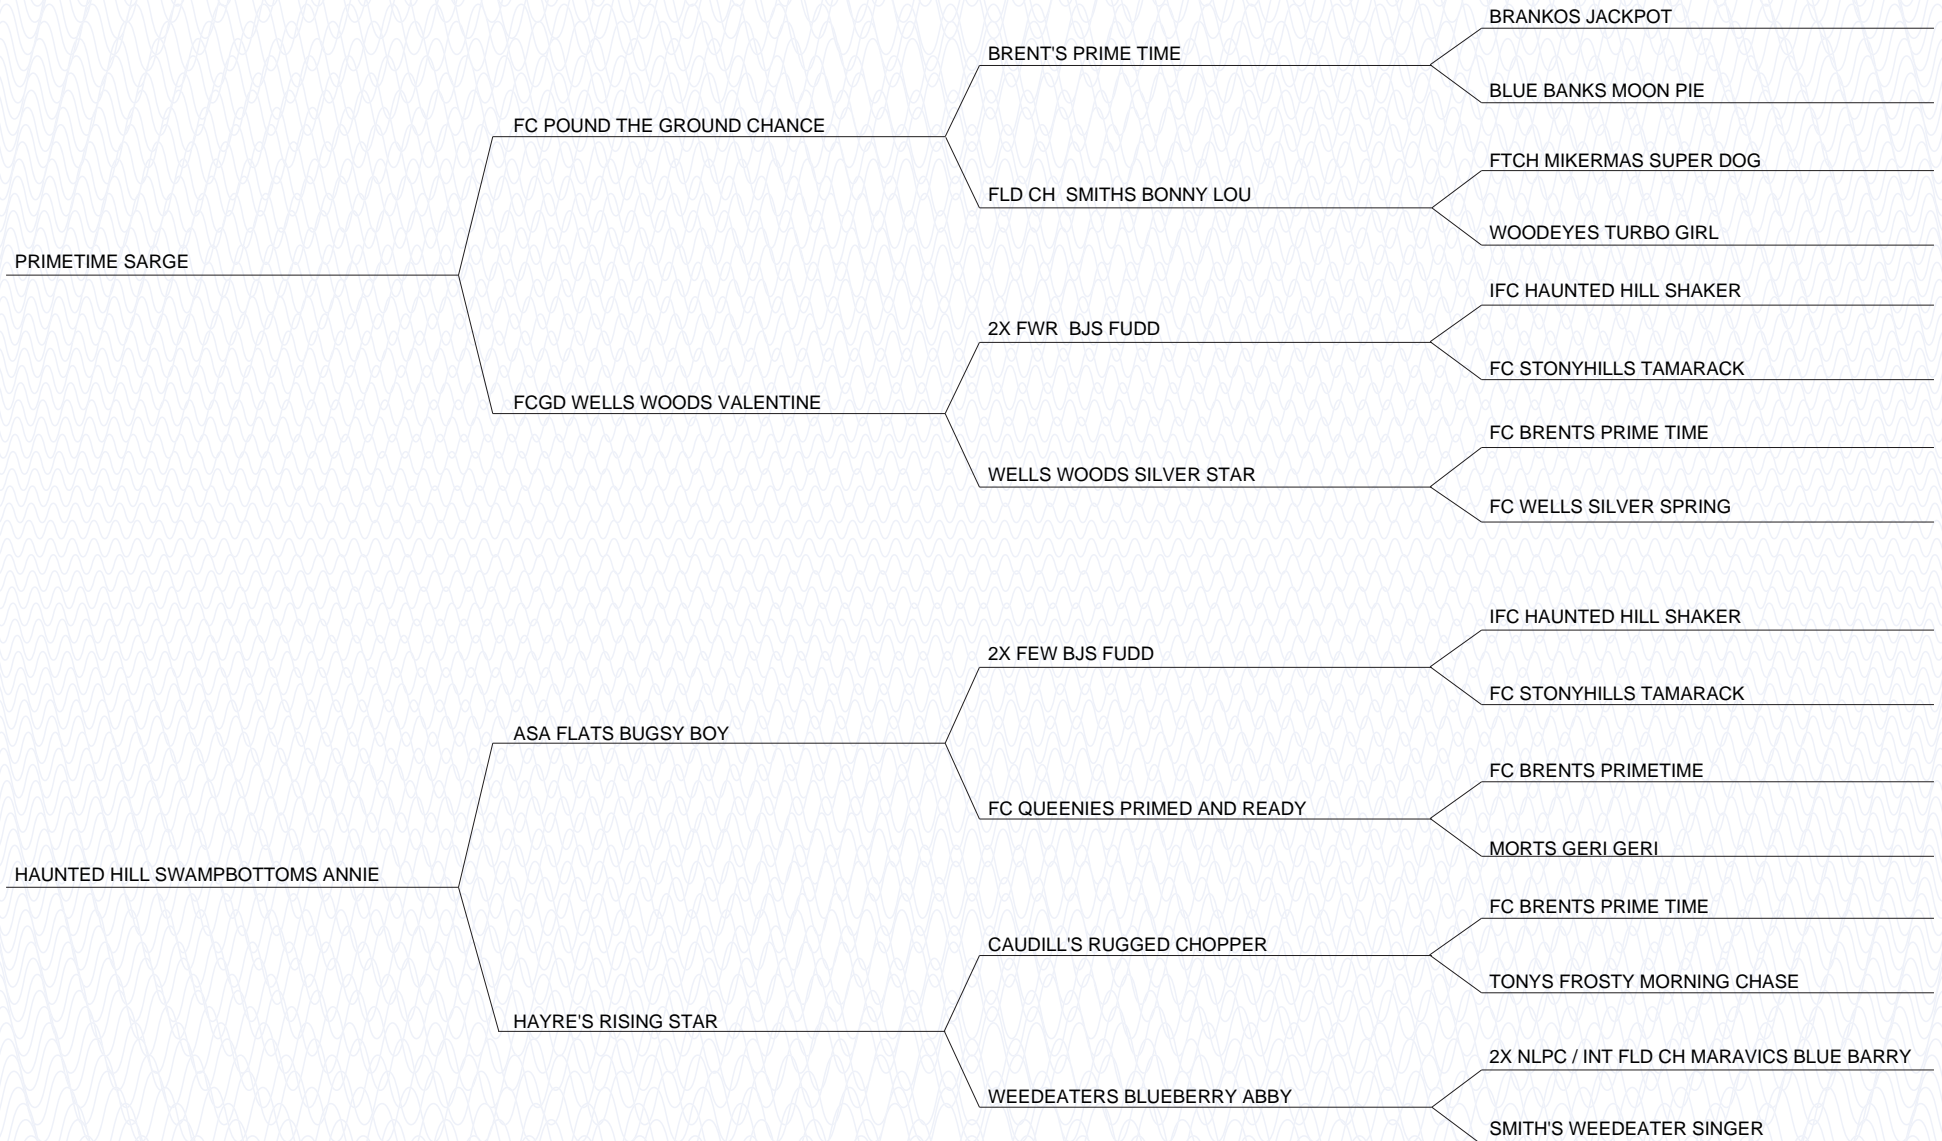 BRANKOS JACKPOT
BRENT'S PRIME TIME
BLUE BANKS MOON PIE
FC POUND THE GROUND CHANCE
FTCH MIKERMAS SUPER DOG
FLD CH  SMITHS BONNY LOU
WOODEYES TURBO GIRL
PRIMETIME SARGE
IFC HAUNTED HILL SHAKER
2X FWR  BJS FUDD
FC STONYHILLS TAMARACK
FCGD WELLS WOODS VALENTINE
FC BRENTS PRIME TIME
WELLS WOODS SILVER STAR
FC WELLS SILVER SPRING
IFC HAUNTED HILL SHAKER
2X FEW BJS FUDD
FC STONYHILLS TAMARACK
ASA FLATS BUGSY BOY
FC BRENTS PRIMETIME
FC QUEENIES PRIMED AND READY
MORTS GERI GERI
HAUNTED HILL SWAMPBOTTOMS ANNIE
FC BRENTS PRIME TIME
CAUDILL'S RUGGED CHOPPER
TONYS FROSTY MORNING CHASE
HAYRE'S RISING STAR
2X NLPC / INT FLD CH MARAVICS BLUE BARRY
WEEDEATERS BLUEBERRY ABBY
SMITH'S WEEDEATER SINGER